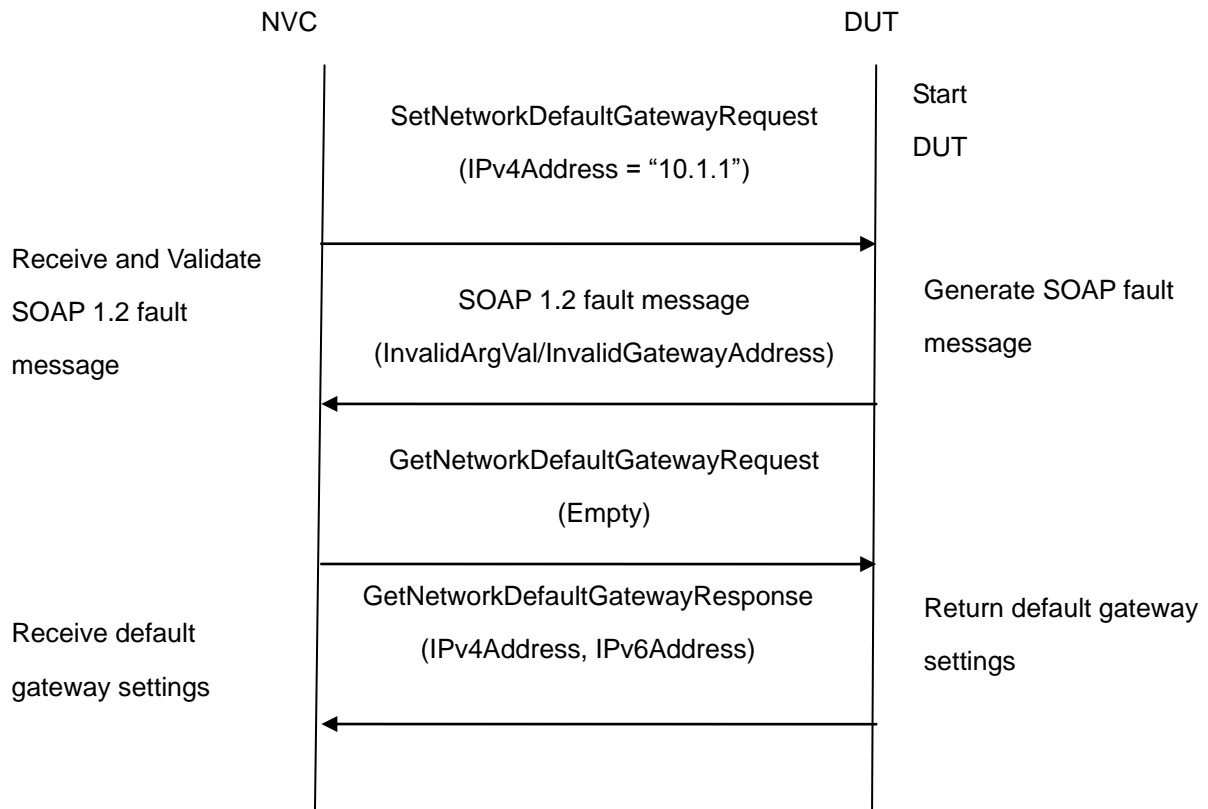 NVC
DUT
Start
DUT
SetNetworkDefaultGatewayRequest
(IPv4Address = “10.1.1”)
Receive and Validate
SOAP 1.2 fault
message
SOAP 1.2 fault message
(InvalidArgVal/InvalidGatewayAddress)
Generate SOAP fault
message
GetNetworkDefaultGatewayRequest
(Empty)
GetNetworkDefaultGatewayResponse
(IPv4Address, IPv6Address)
Receive default
gateway settings
Return default gateway
settings